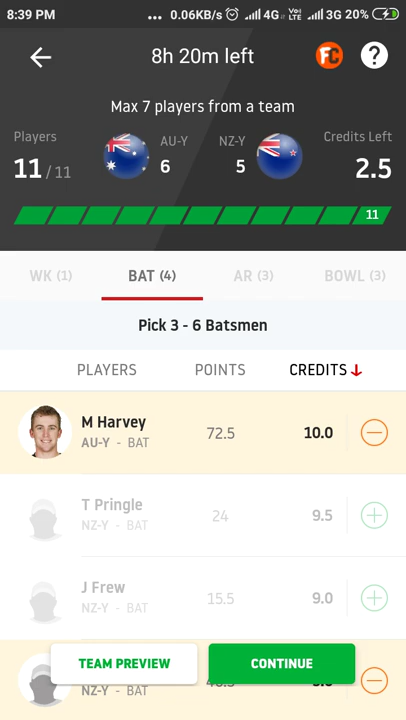 8:39 PM ... 0.06KB/s 4G VoLTE 3G 20%
8h 20m left FC ?
Max 7 players from a team
Players AU-Y NZ-Y Credits Left
11 / 11 6 5 2.5
11
WK (1) BAT (4) AR (3) BOWL (3)
Pick 3 - 6 Batsmen
PLAYERS POINTS CREDITS
M Harvey
AU-Y - BAT 72.5 10.0
T Pringle
NZ-Y - BAT 24 9.5
J Frew
NZ-Y - BAT 15.5 9.0
TEAM PREVIEW CONTINUE
NZ-Y - BAT